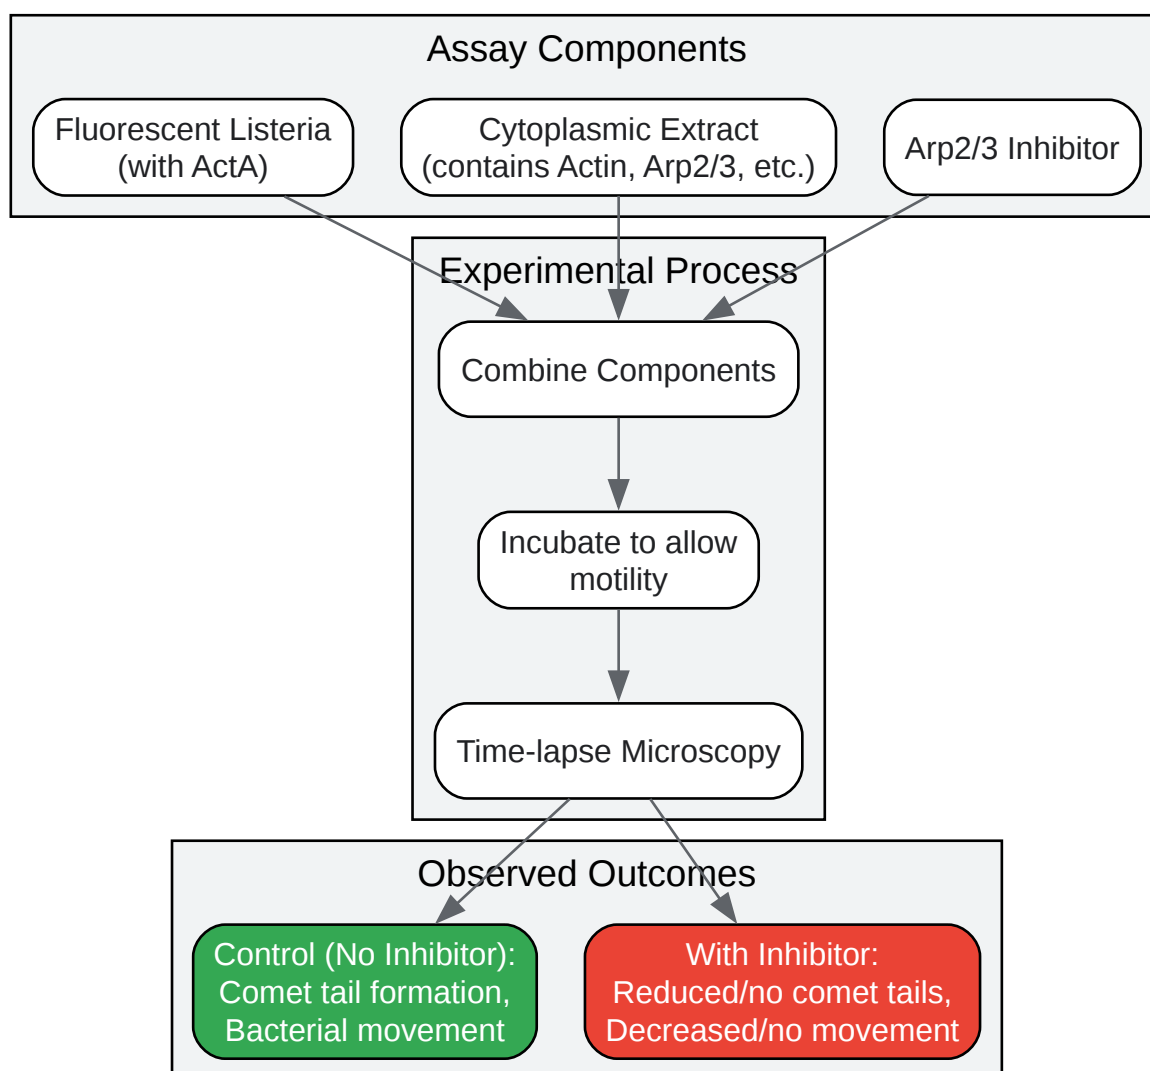 Assay Components
Fluorescent Listeria
(with ActA)
Cytoplasmic Extract
(contains Actin, Arp2/3, etc.)
Arp2/3 Inhibitor
Experimental Process
Combine Components
Incubate to allow
motility
Time-lapse Microscopy
Observed Outcomes
Control (No Inhibitor):
Comet tail formation,
Bacterial movement
With Inhibitor:
Reduced/no comet tails,
Decreased/no movement